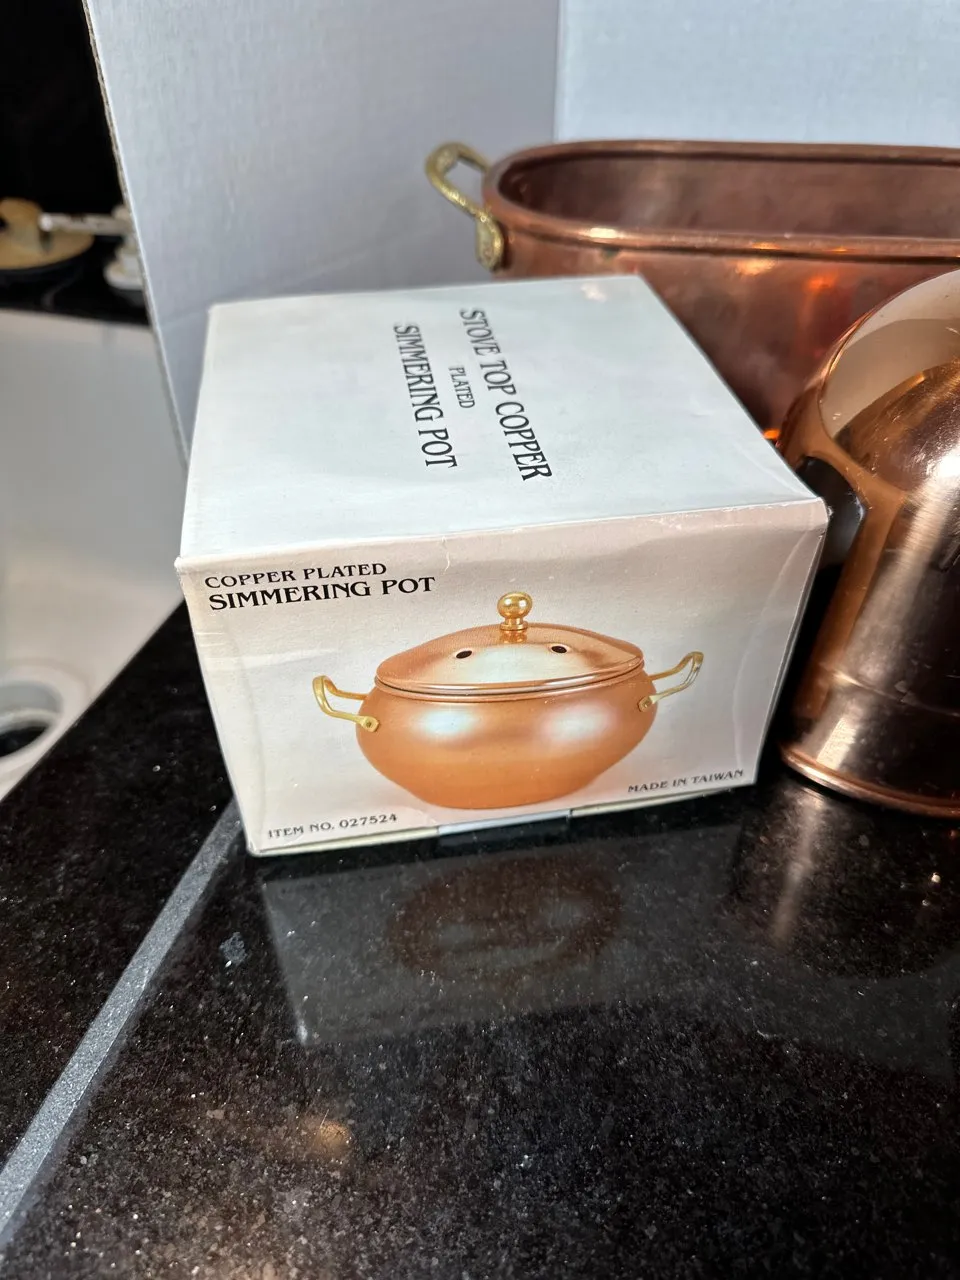 STOVE TOP COPPER
PLATED
SIMMERING POT
COPPER PLATED
SIMMERING POT
ITEM NO. 027524
MADE IN TAIWAN